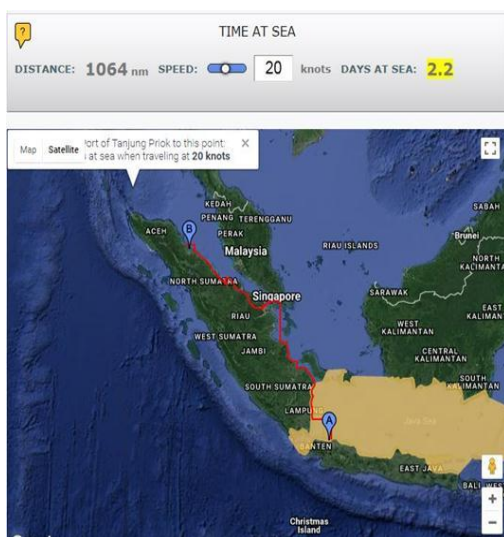 ?
TIME AT SEA
DISTANCE: 1064 nm SPEED: 20 knots DAYS AT SEA: 2.2
Map Satellite Port of Tanjung Priok to this point:
at sea when traveling at 20 knots
SABAH
KEDAH
PENANG TERENGGANU
ACEH
B
PERAK
Brunei
RIAU ISLANDS
Malaysia
NORTH
KALIMANTAN
NORTH SUMATRA
Singapore
SARAWAK
EAST
KALIMANTAN
RIAU
WEST
KALIMANTAN
WEST SUMATRA
JAMBI
CENTRAL
KALIMANTAN
SOUTH SUMATRA
SOUTH
KALIMANTAN
LAMPUNG
A
Java Sea
BANTEN
EAST JAVA
BALI
Christmas
Island
+
−